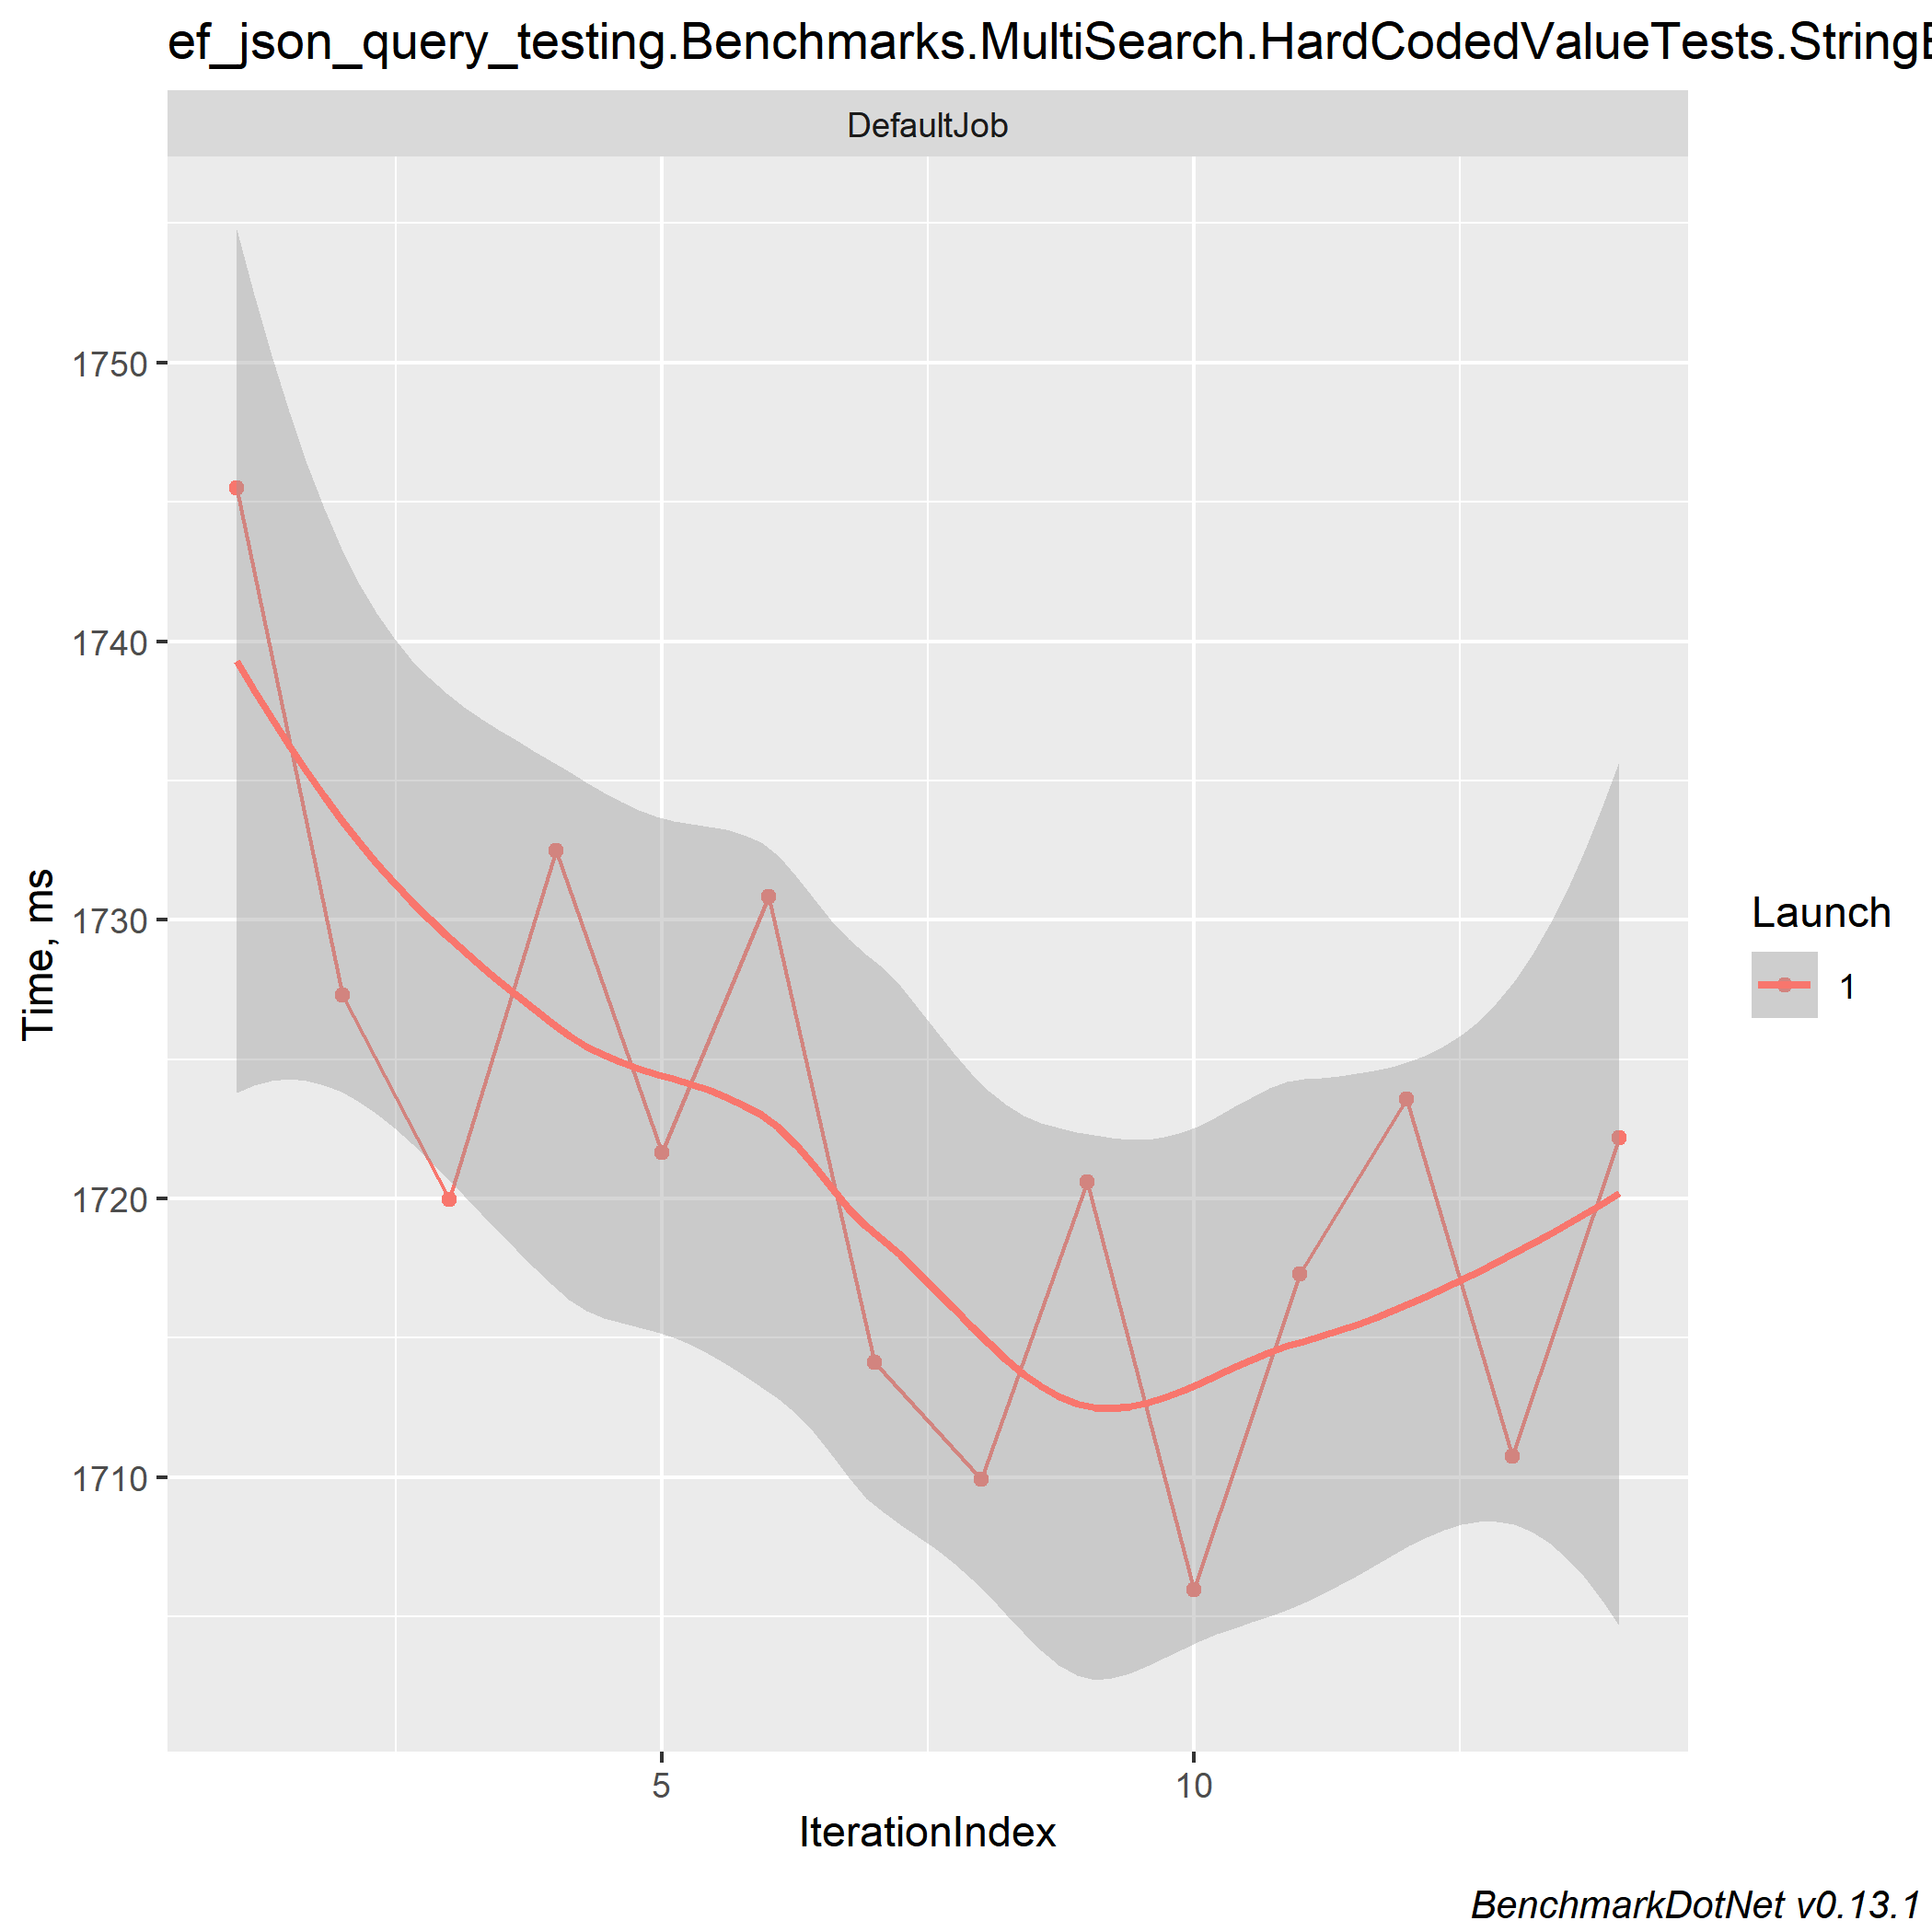 ef_json_query_testing.Benchmarks.MultiSearch.HardCodedValueTests.String
DefaultJob
1750
1740
1730
1720
1710
Time, ms
5
10
IterationIndex
Launch
1
BenchmarkDotNet v0.13.1